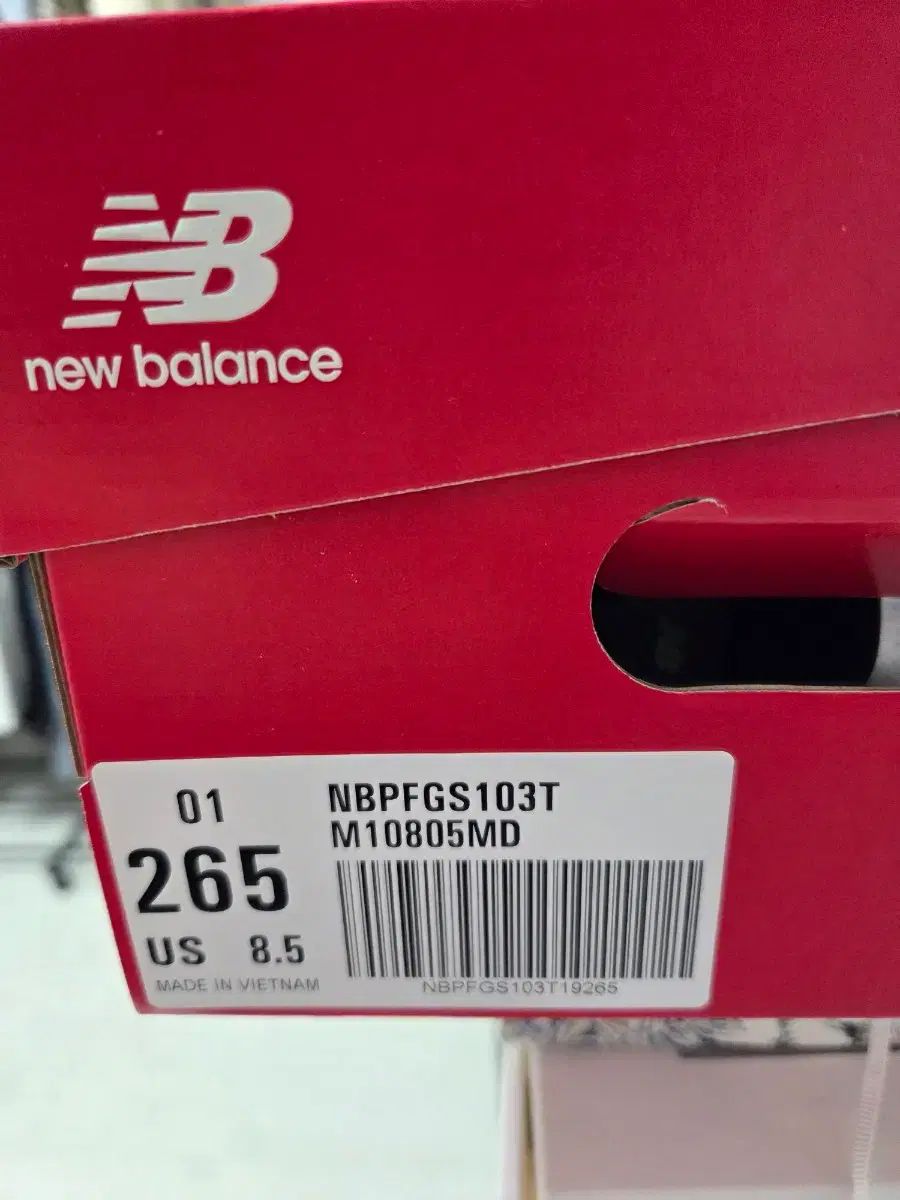 NB
new balance
01
265
US 8.5
MADE IN VIETNAM
NBPFGS103T
M10805MD
NBPFGS103T19265